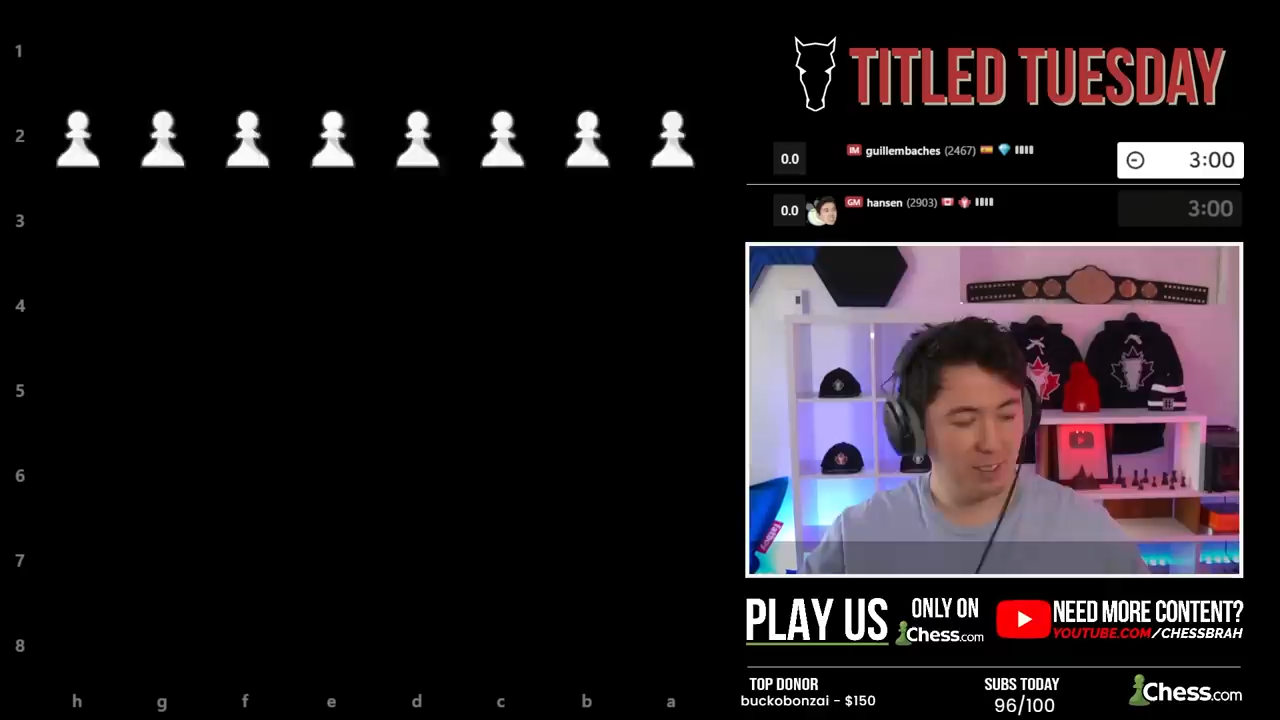 1
2
3
4
5
6
7
8
h g f e d c b a
TITLED TUESDAY
0.0 IM guillembaches (2467) 3:00
0.0 GM hansen (2903) 3:00
PLAY US
ONLY ON
Chess.com
NEED MORE CONTENT?
YOUTUBE.COM/CHESSBRAH
TOP DONOR
buckobonzai - $150
SUBS TODAY
96/100
Chess.com